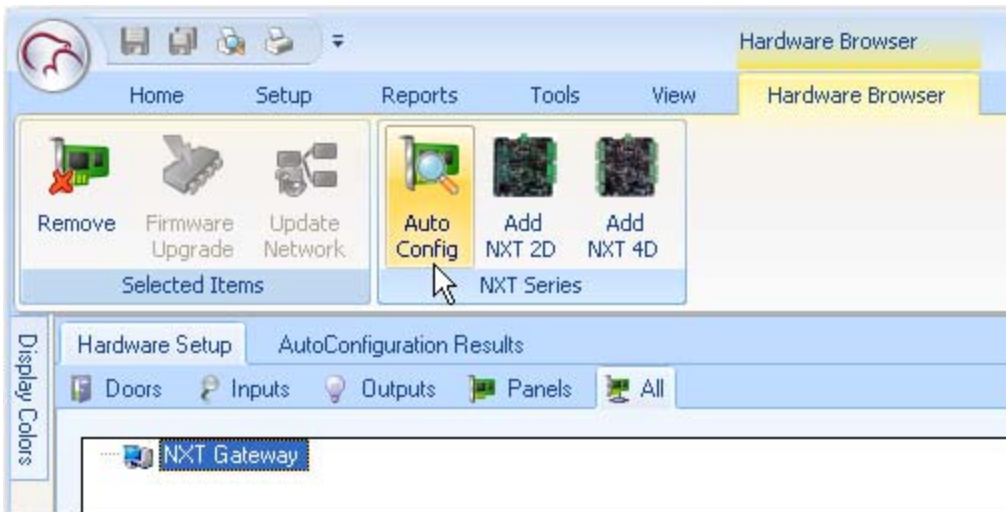 Hardware Browser
Home Setup Reports Tools View Hardware Browser
Remove Firmware Update Auto Add Add
Upgrade Network Config NXT 2D NXT 4D
Selected Items NXT Series
Display Colors
Hardware Setup AutoConfiguration Results
Doors Inputs Outputs Panels All
NXT Gateway